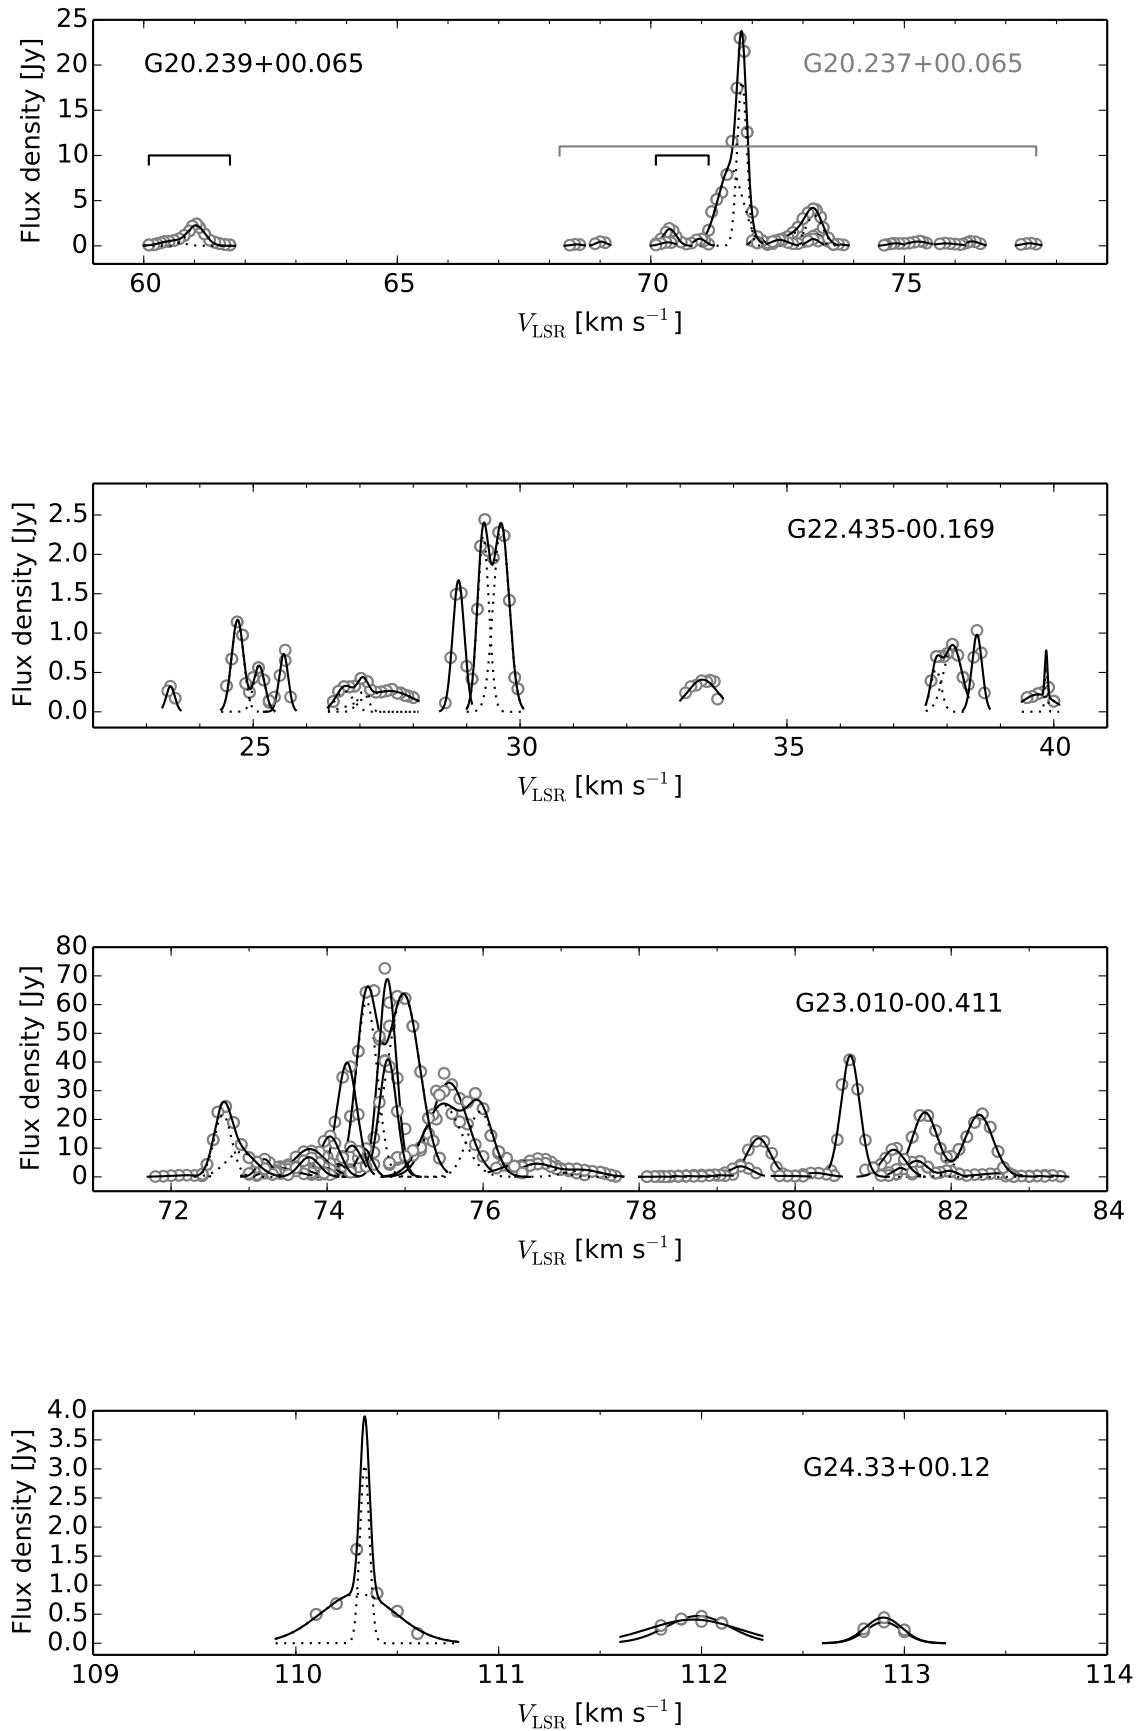 25
20
15
10
5
0
Flux density [Jy]
G20.239+00.065
G20.237+00.065
60 65 70 75
V_LSR [km s⁻¹]
2.5
2.0
1.5
1.0
0.5
0.0
Flux density [Jy]
G22.435-00.169
25 30 35 40
V_LSR [km s⁻¹]
80
70
60
50
40
30
20
10
0
Flux density [Jy]
G23.010-00.411
72 74 76 78 80 82 84
V_LSR [km s⁻¹]
4.0
3.5
3.0
2.5
2.0
1.5
1.0
0.5
0.0
Flux density [Jy]
G24.33+00.12
109 110 111 112 113 114
V_LSR [km s⁻¹]